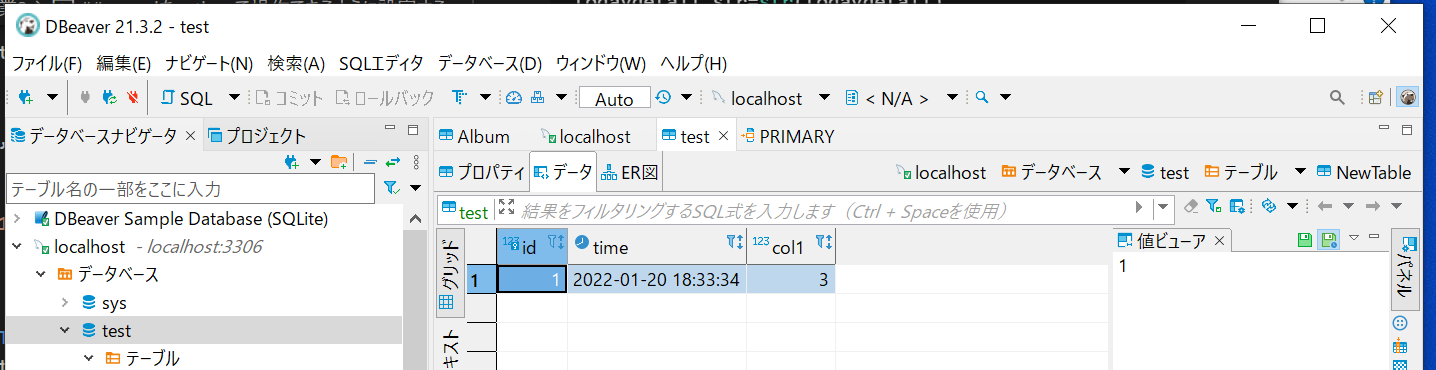 DBeaver 21.3.2 - test
ファイル(F) 編集(E) ナビゲート(N) 検索(A) SQLエディタ データベース(D) ウィンドウ(W) ヘルプ(H)
SQL コミット ロールバック Auto localhost < N/A >
データベースナビゲータ プロジェクト
テーブル名の一部をここに入力
DBeaver Sample Database (SQLite)
localhost - localhost:3306
データベース
sys
test
テーブル
Album localhost test PRIMARY
プロパティ データ ER図 localhost データベース test テーブル NewTable
test 結果をフィルタリングするSQL式を入力します（Ctrl + Spaceを使用）
グリッド
キスト
123 id time 123 col1
1 1 2022-01-20 18:33:34 3
値ビューア
1
パネル